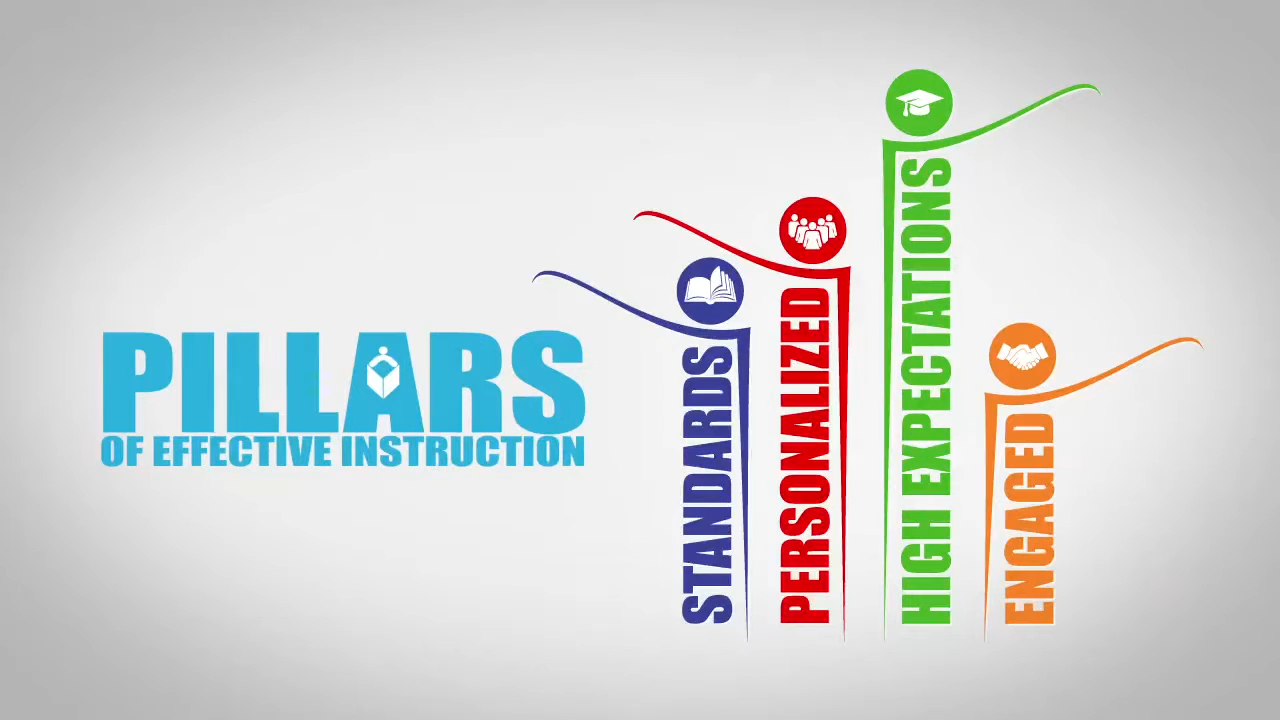 PILLARS
OF EFFECTIVE INSTRUCTION
STANDARDS
PERSONALIZED
HIGH EXPECTATIONS
ENGAGED